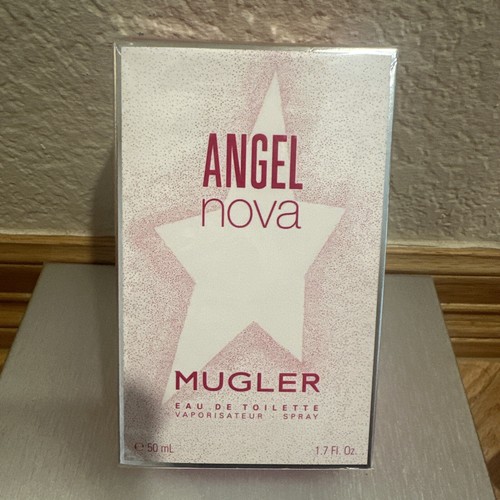 ANGEL
nova
MUGLER
EAU DE TOILETTE
VAPORISATEUR - SPRAY
℮ 50 mL 1.7 Fl. Oz.